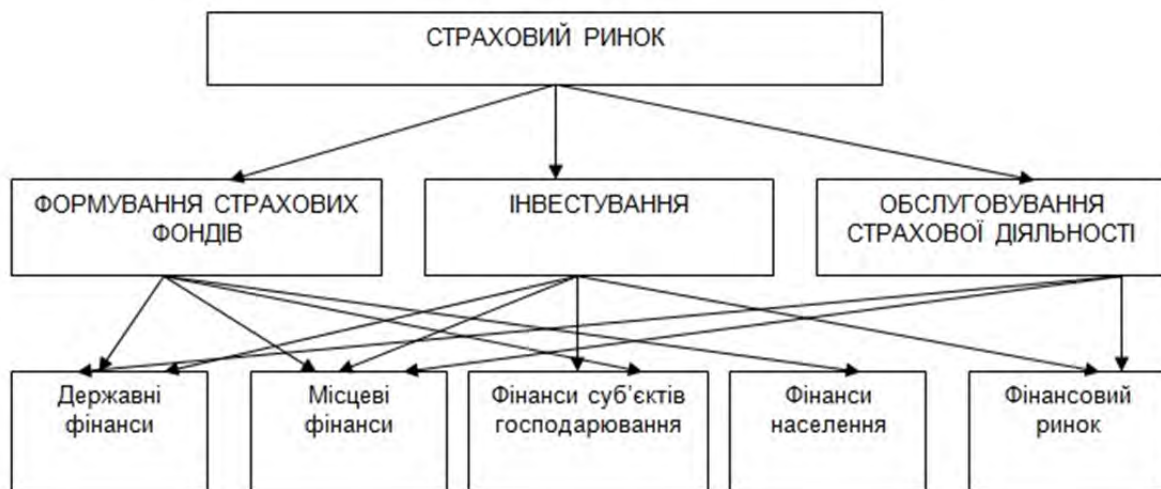 СТРАХОВИЙ РИНОК
ФОРМУВАННЯ СТРАХОВИХ
ФОНДІВ
ІНВЕСТУВАННЯ
ОБСЛУГОВУВАННЯ
СТРАХОВОЇ ДІЯЛЬНОСТІ
Державні
фінанси
Місцеві
фінанси
Фінанси суб’єктів
господарювання
Фінанси
населення
Фінансовий
ринок